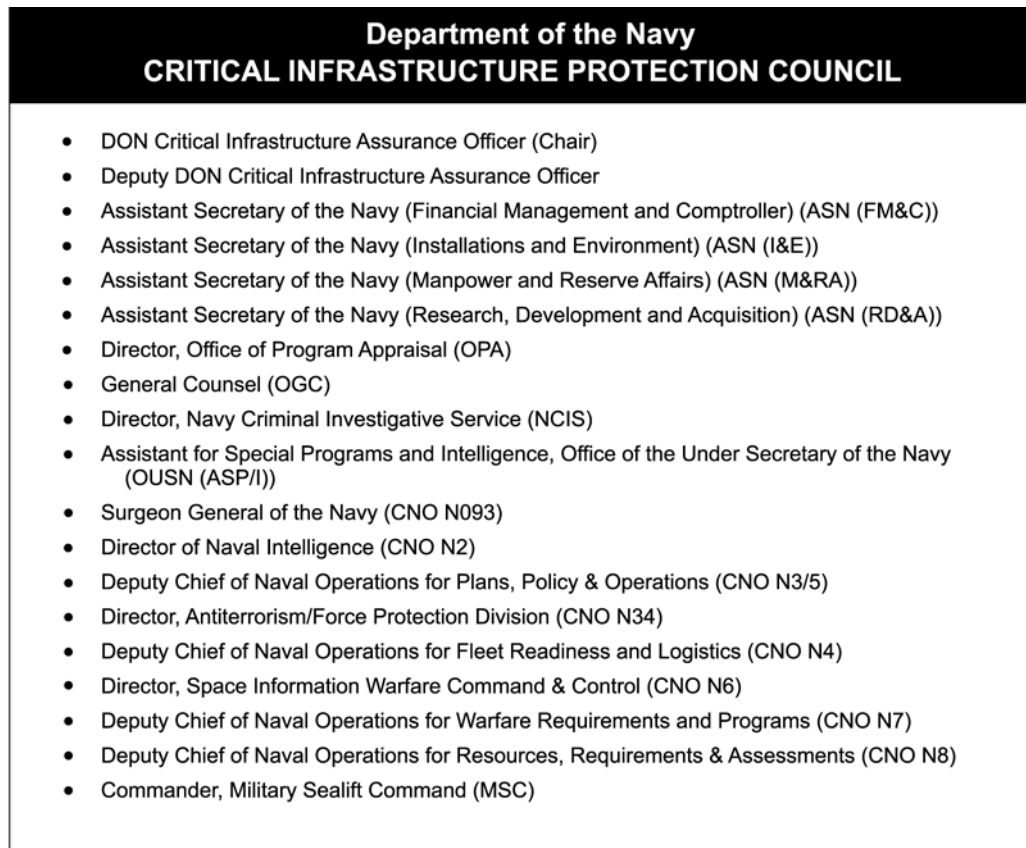 Department of the Navy
CRITICAL INFRASTRUCTURE PROTECTION COUNCIL
• DON Critical Infrastructure Assurance Officer (Chair)
• Deputy DON Critical Infrastructure Assurance Officer
• Assistant Secretary of the Navy (Financial Management and Comptroller) (ASN (FM&C))
• Assistant Secretary of the Navy (Installations and Environment) (ASN (I&E))
• Assistant Secretary of the Navy (Manpower and Reserve Affairs) (ASN (M&RA))
• Assistant Secretary of the Navy (Research, Development and Acquisition) (ASN (RD&A))
• Director, Office of Program Appraisal (OPA)
• General Counsel (OGC)
• Director, Navy Criminal Investigative Service (NCIS)
• Assistant for Special Programs and Intelligence, Office of the Under Secretary of the Navy
(OUSN (ASP/I))
• Surgeon General of the Navy (CNO N093)
• Director of Naval Intelligence (CNO N2)
• Deputy Chief of Naval Operations for Plans, Policy & Operations (CNO N3/5)
• Director, Antiterrorism/Force Protection Division (CNO N34)
• Deputy Chief of Naval Operations for Fleet Readiness and Logistics (CNO N4)
• Director, Space Information Warfare Command & Control (CNO N6)
• Deputy Chief of Naval Operations for Warfare Requirements and Programs (CNO N7)
• Deputy Chief of Naval Operations for Resources, Requirements & Assessments (CNO N8)
• Commander, Military Sealift Command (MSC)